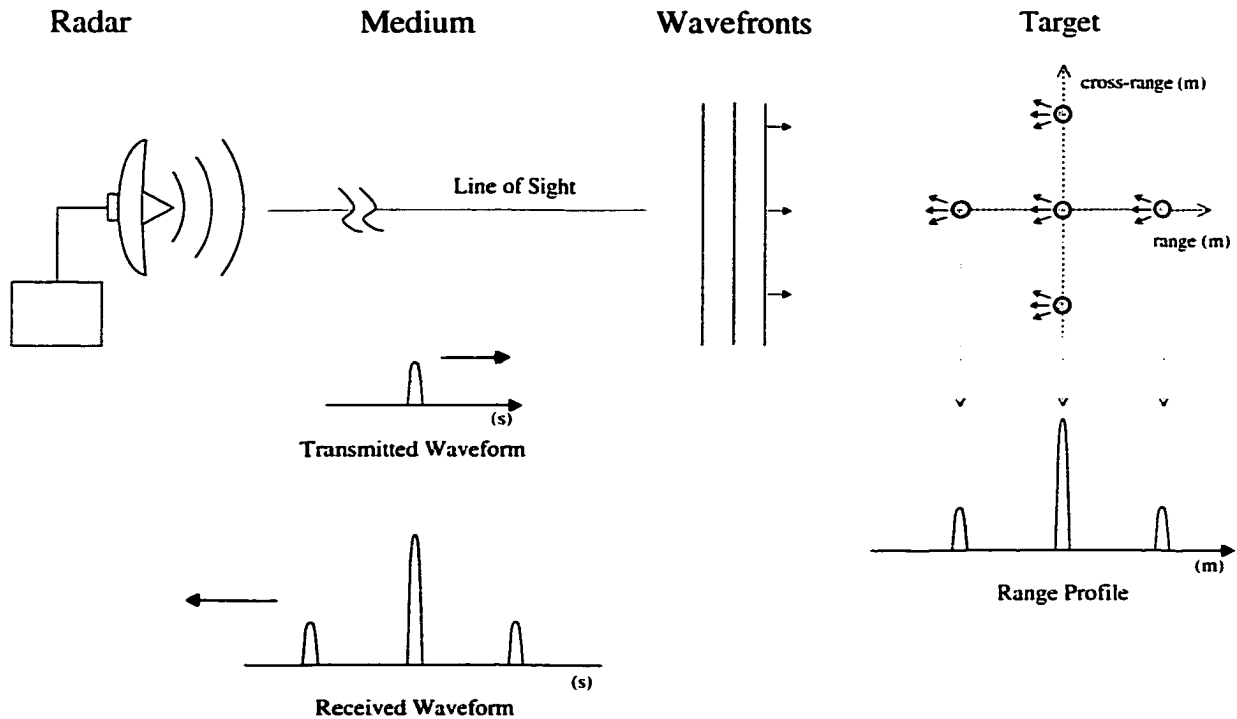 Radar
Medium
Wavefronts
Target
cross-range (m)
Line of Sight
range (m)
(s)
Transmitted Waveform
(m)
Range Profile
(s)
Received Waveform